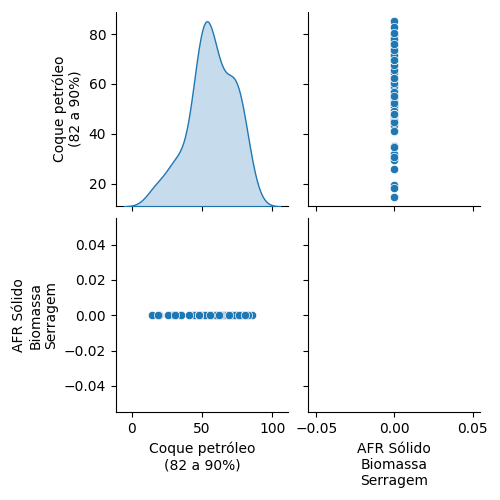 Coque petróleo
(82 a 90%)
80
60
40
20
AFR Sólido
Biomassa
Serragem
0.04
0.02
0.00
−0.02
−0.04
0
50
100
−0.05
0.00
0.05
Coque petróleo
(82 a 90%)
AFR Sólido
Biomassa
Serragem